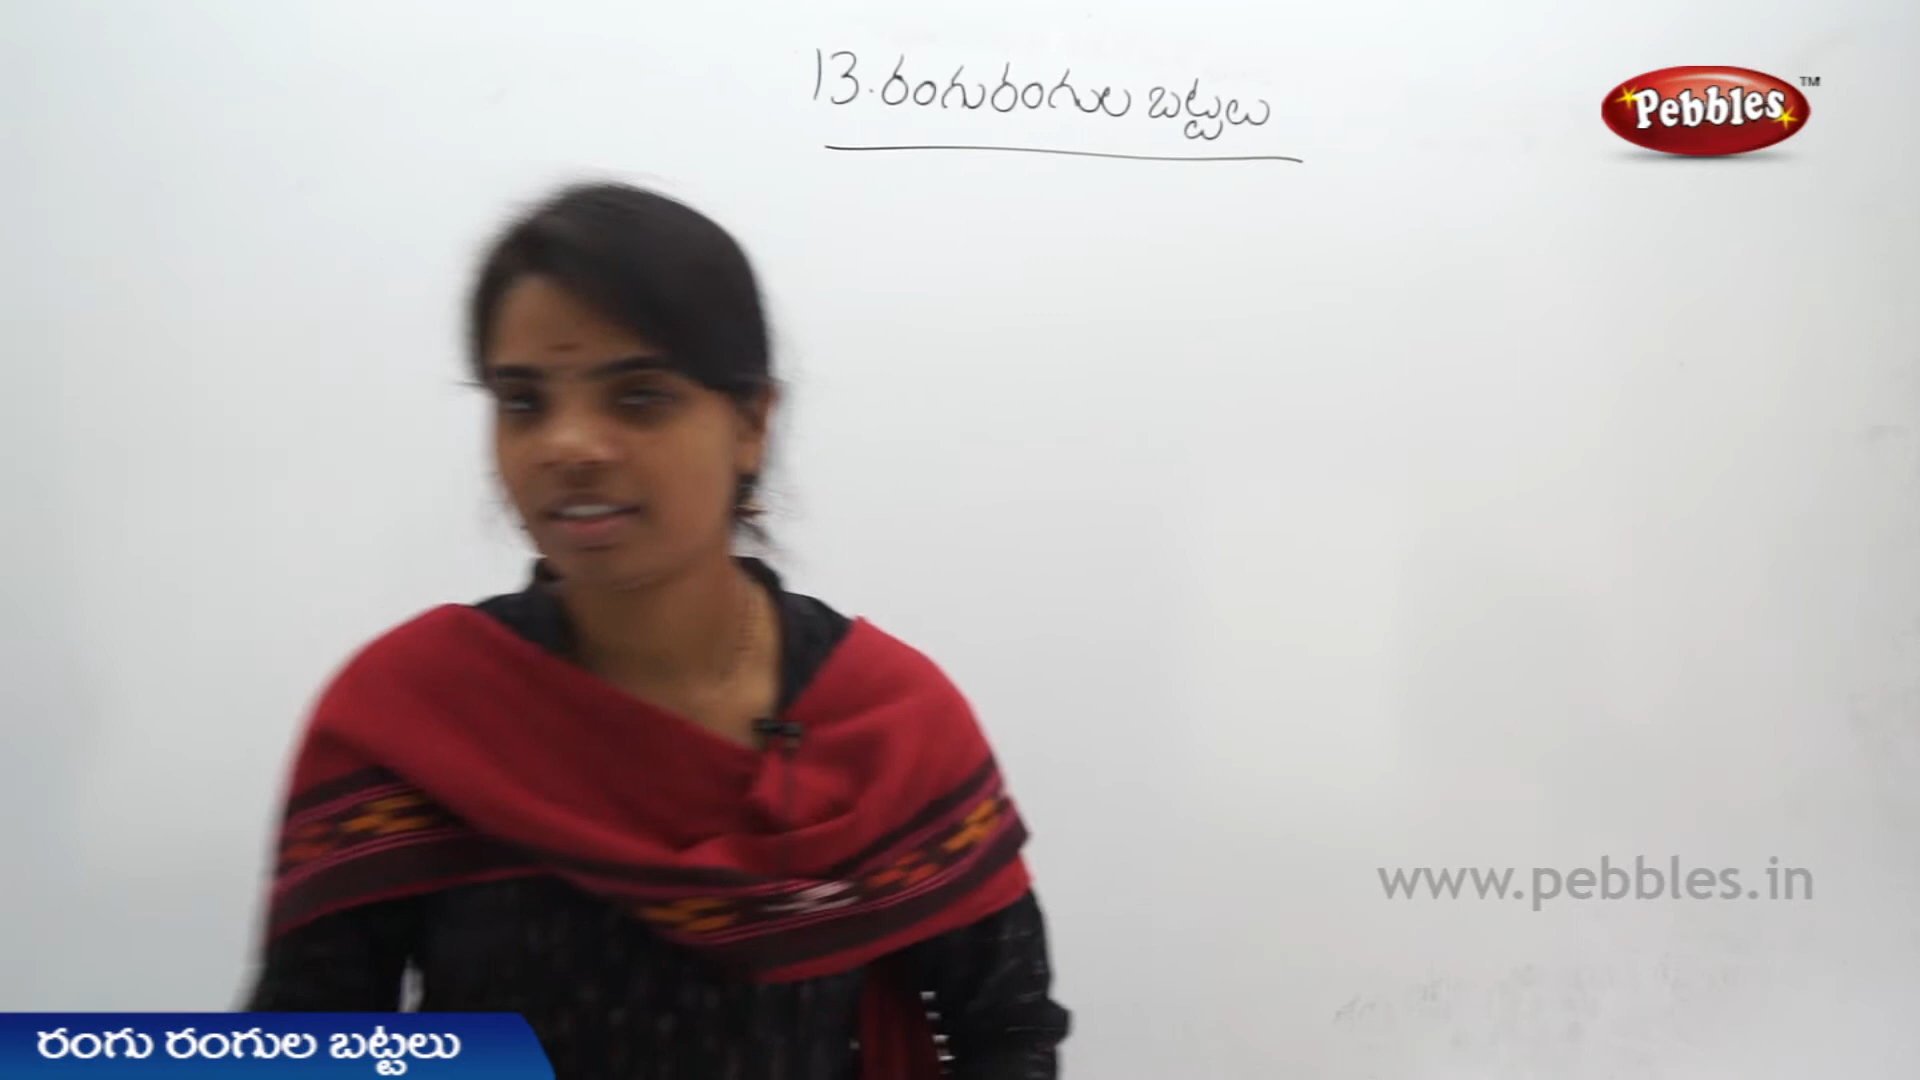 13. రంగురంగుల బట్టలు
Pebbles TM
www.pebbles.in
రంగు రంగుల బట్టలు